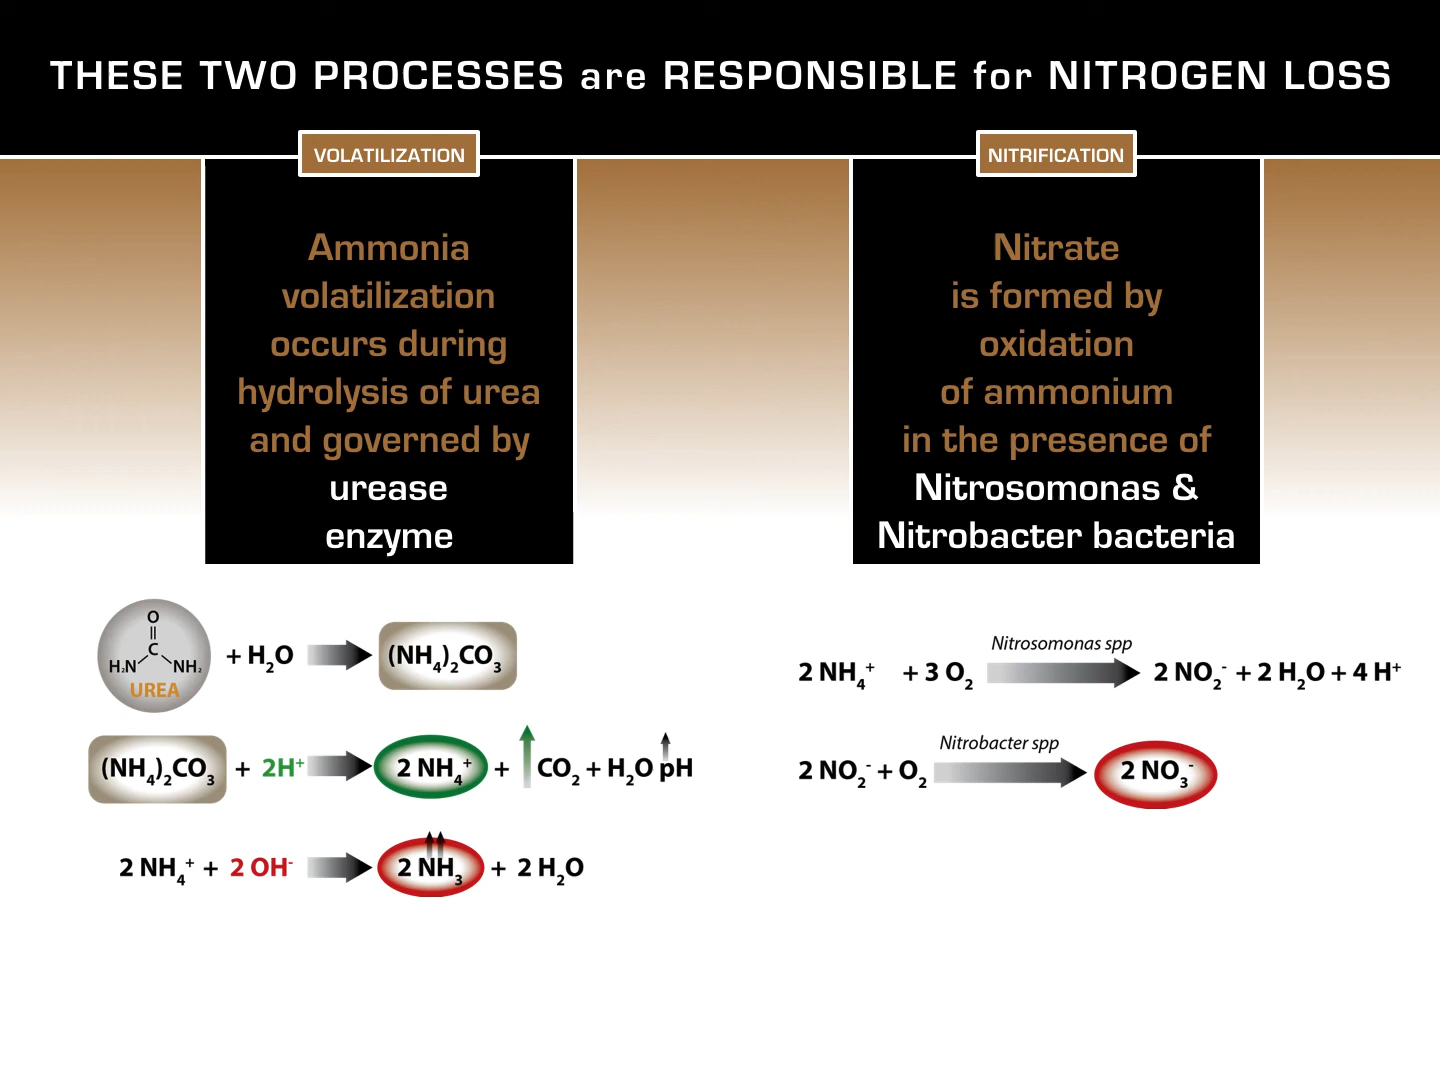 THESE TWO PROCESSES are RESPONSIBLE for NITROGEN LOSS
VOLATILIZATION
Ammonia
volatilization
occurs during
hydrolysis of urea
and governed by
urease
enzyme
O
C
H₂N NH₂
UREA
+ H₂O (NH₄)₂CO₃
(NH₄)₂CO₃ + 2H⁺ 2 NH₄⁺ + CO₂ + H₂O pH
2 NH₄⁺ + 2 OH⁻ 2 NH₃ + 2 H₂O
NITRIFICATION
Nitrate
is formed by
oxidation
of ammonium
in the presence of
Nitrosomonas &
Nitrobacter bacteria
Nitrosomonas spp
2 NH₄⁺ + 3 O₂ 2 NO₂⁻ + 2 H₂O + 4 H⁺
Nitrobacter spp
2 NO₂⁻ + O₂ 2 NO₃⁻